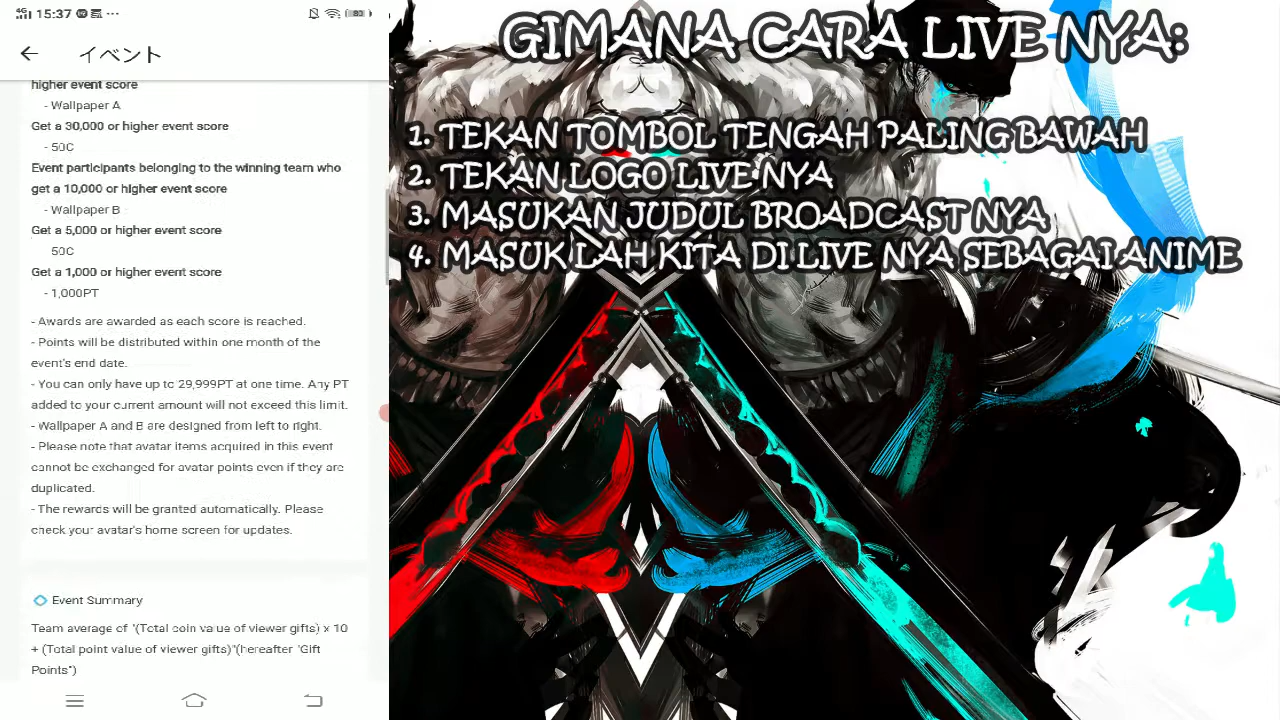 15:37
イベント
higher event score
- Wallpaper A
Get a 30,000 or higher event score
- 50C
Event participants belonging to the winning team who
get a 10,000 or higher event score
- Wallpaper B
Get a 5,000 or higher event score
50C
Get a 1,000 or higher event score
- 1,000PT
- Awards are awarded as each score is reached.
- Points will be distributed within one month of the
event's end date.
- You can only have up to 29,999PT at one time. Any PT
added to your current amount will not exceed this limit.
- Wallpaper A and B are designed from left to right.
- Please note that avatar items acquired in this event
cannot be exchanged for avatar points even if they are
duplicated.
- The rewards will be granted automatically. Please
check your avatar's home screen for updates.
Event Summary
Team average of "(Total coin value of viewer gifts) x 10
+ (Total point value of viewer gifts)"(hereafter "Gift
Points")
GIMANA CARA LIVE NYA:
1. TEKAN TOMBOL TENGAH PALING BAWAH
2. TEKAN LOGO LIVE NYA
3. MASUKAN JUDUL BROADCAST NYA
4. MASUK LAH KITA DI LIVE NYA SEBAGAI ANIME